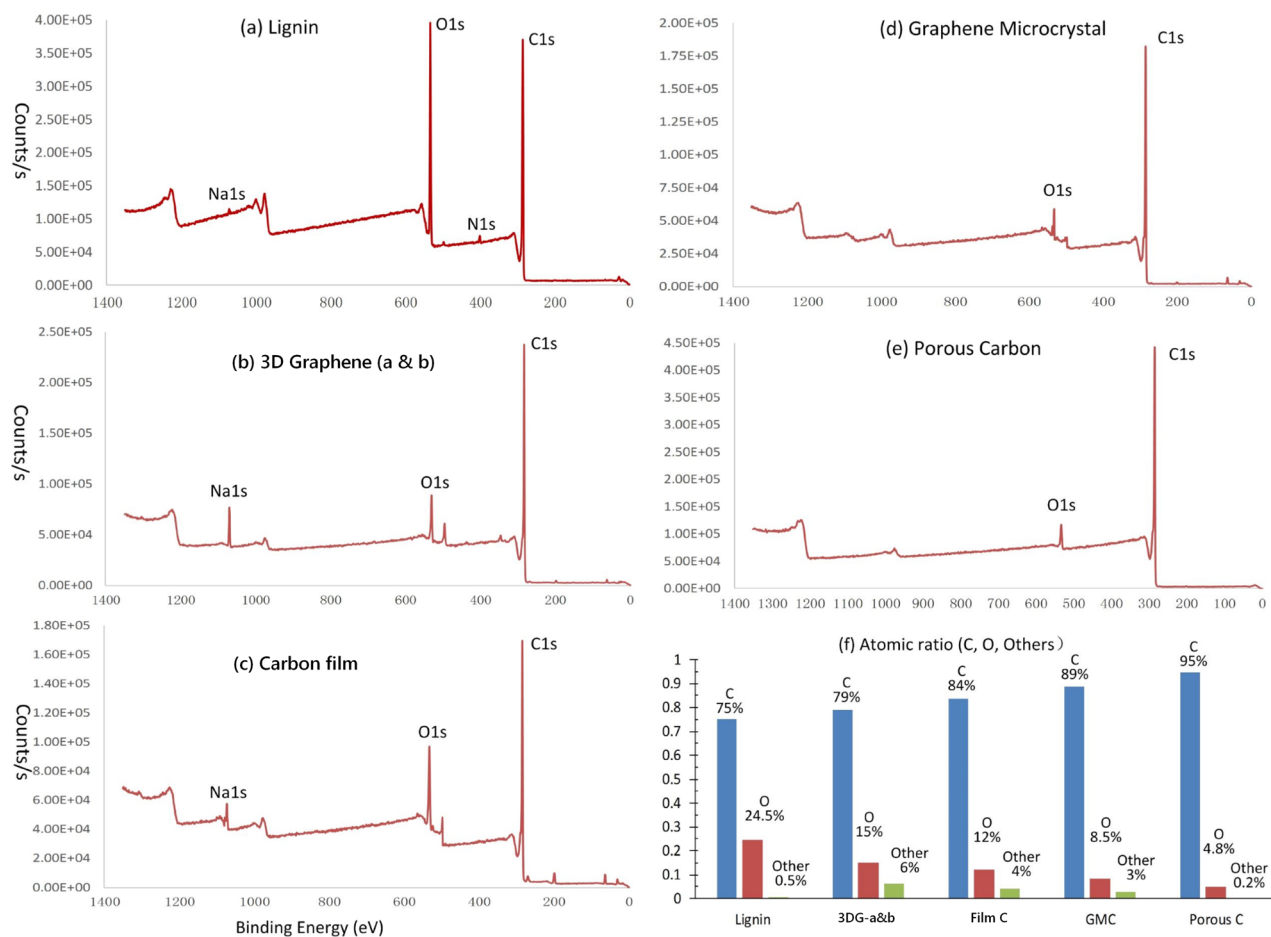 (a) Lignin
4.00E+05
3.50E+05
3.00E+05
2.50E+05
2.00E+05
1.50E+05
1.00E+05
5.00E+04
0.00E+00
Counts/s
O1s
C1s
Na1s
N1s
1400 1200 1000 800 600 400 200 0
(d) Graphene Microcrystal
2.00E+05
1.75E+05
1.50E+05
1.25E+05
1.00E+05
7.50E+04
5.00E+04
2.50E+04
0.00E+00
C1s
O1s
1400 1200 1000 800 600 400 200 0
(b) 3D Graphene (a & b)
2.50E+05
2.00E+05
1.50E+05
1.00E+05
5.00E+04
0.00E+00
Counts/s
C1s
Na1s
O1s
1400 1200 1000 800 600 400 200 0
(e) Porous Carbon
4.50E+05
4.00E+05
3.50E+05
3.00E+05
2.50E+05
2.00E+05
1.50E+05
1.00E+05
5.00E+04
0.00E+00
C1s
O1s
1400 1300 1200 1100 1000 900 800 700 600 500 400 300 200 100 0
(c) Carbon film
1.80E+05
1.60E+05
1.40E+05
1.20E+05
1.00E+05
8.00E+04
6.00E+04
4.00E+04
2.00E+04
0.00E+00
Counts/s
C1s
O1s
Na1s
1400 1200 1000 800 600 400 200 0
Binding Energy (eV)
(f) Atomic ratio (C, O, Others）
1
0.9
0.8
0.7
0.6
0.5
0.4
0.3
0.2
0.1
0
C
75%
O
24.5%
Other
0.5%
C
79%
O
15%
Other
6%
C
84%
O
12%
Other
4%
C
89%
O
8.5%
Other
3%
C
95%
O
4.8%
Other
0.2%
Lignin 3DG-a&b Film C GMC Porous C